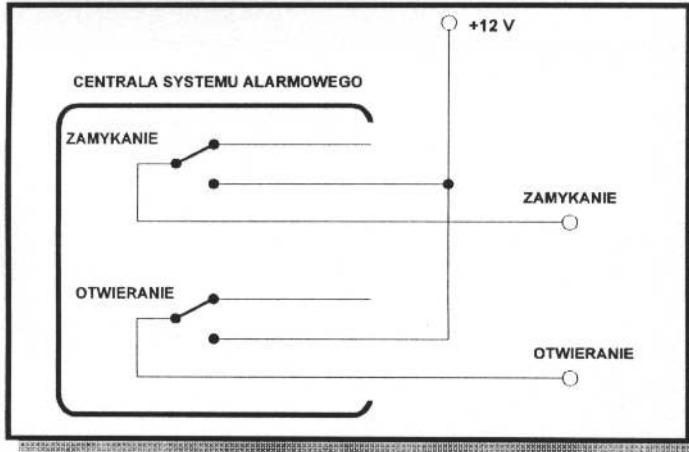 +12 V
CENTRALA SYSTEMU ALARMOWEGO
ZAMYKANIE
ZAMYKANIE
OTWIERANIE
OTWIERANIE